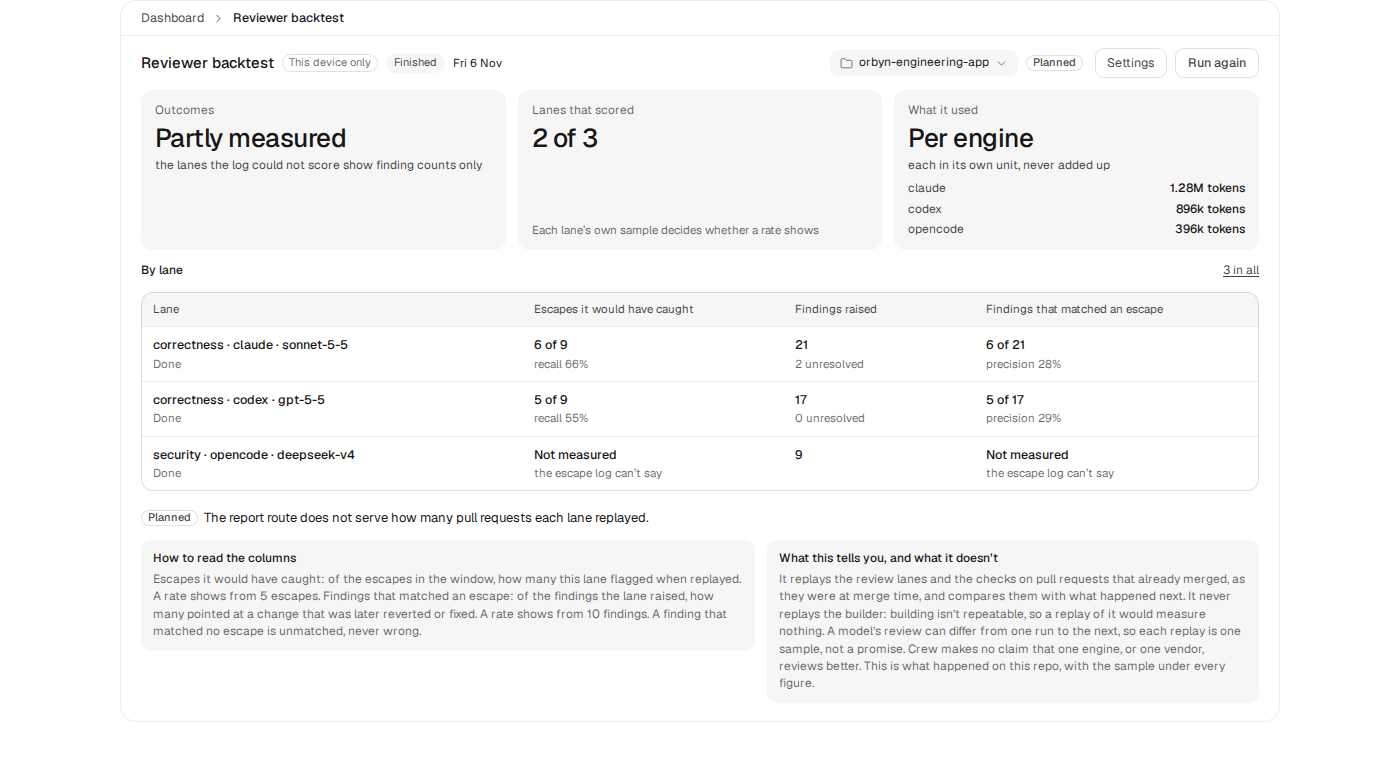 Dashboard > Reviewer backtest
Reviewer backtest This device only Finished Fri 6 Nov orbyn-engineering-app Planned Settings Run again
Outcomes
Partly measured
the lanes the log could not score show finding counts only
Lanes that scored
2 of 3
Each lane's own sample decides whether a rate shows
What it used
Per engine
each in its own unit, never added up
claude 1.28M tokens
codex 896k tokens
opencode 396k tokens
By lane 3 in all
Lane Escapes it would have caught Findings raised Findings that matched an escape
correctness · claude · sonnet-5-5 6 of 9 21 6 of 21
Done recall 66% 2 unresolved precision 28%
correctness · codex · gpt-5-5 5 of 9 17 5 of 17
Done recall 55% 0 unresolved precision 29%
security · opencode · deepseek-v4 Not measured 9 Not measured
Done the escape log can't say the escape log can't say
Planned The report route does not serve how many pull requests each lane replayed.
How to read the columns
Escapes it would have caught: of the escapes in the window, how many this lane flagged when replayed.
A rate shows from 5 escapes. Findings that matched an escape: of the findings the lane raised, how
many pointed at a change that was later reverted or fixed. A rate shows from 10 findings. A finding that
matched no escape is unmatched, never wrong.
What this tells you, and what it doesn't
It replays the review lanes and the checks on pull requests that already merged, as
they were at merge time, and compares them with what happened next. It never
replays the builder: building isn't repeatable, so a replay of it would measure
nothing. A model's review can differ from one run to the next, so each replay is one
sample, not a promise. Crew makes no claim that one engine, or one vendor,
reviews better. This is what happened on this repo, with the sample under every
figure.